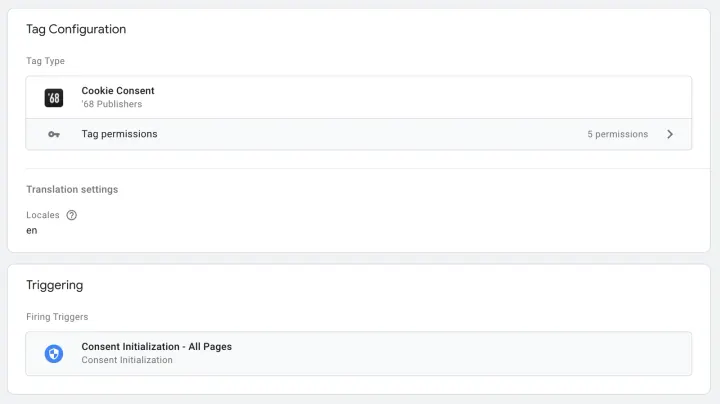 Tag Configuration
Tag Type
'68
Cookie Consent
'68 Publishers
Tag permissions
5 permissions
Translation settings
Locales ?
en
Triggering
Firing Triggers
Consent Initialization - All Pages
Consent Initialization